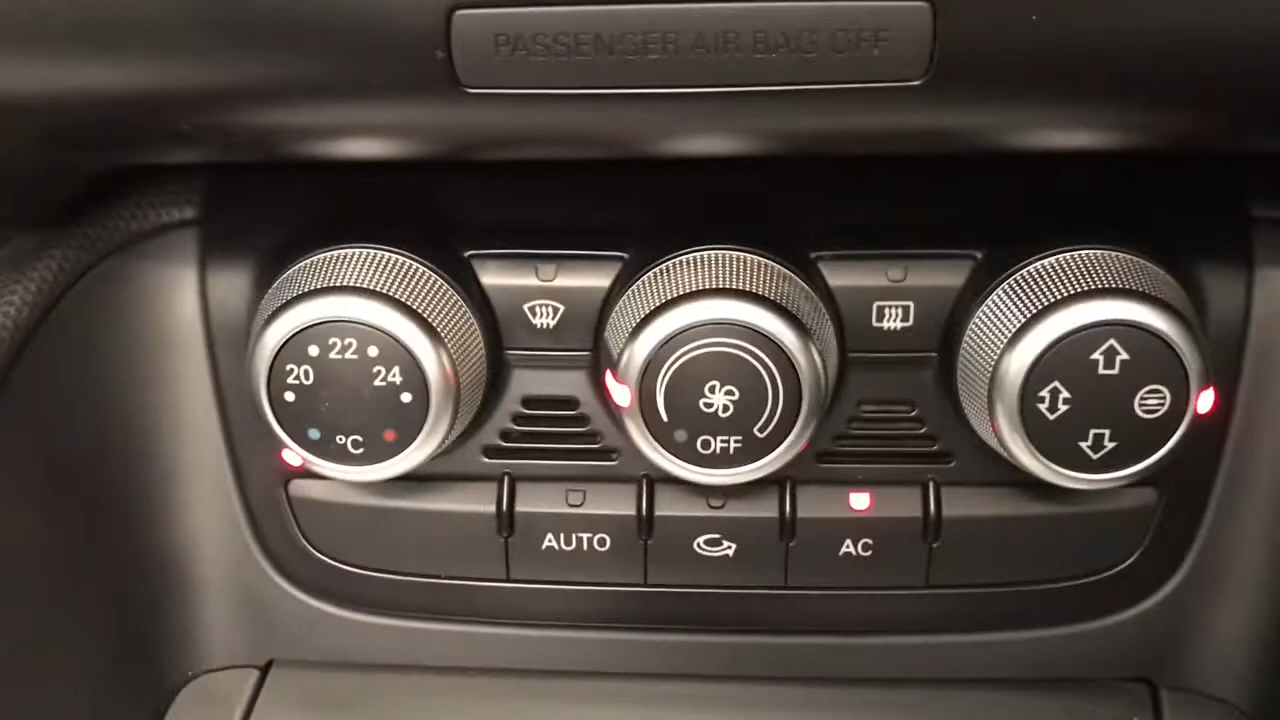 PASSENGER AIR BAG OFF
22
20 24
°C
OFF
AUTO
AC